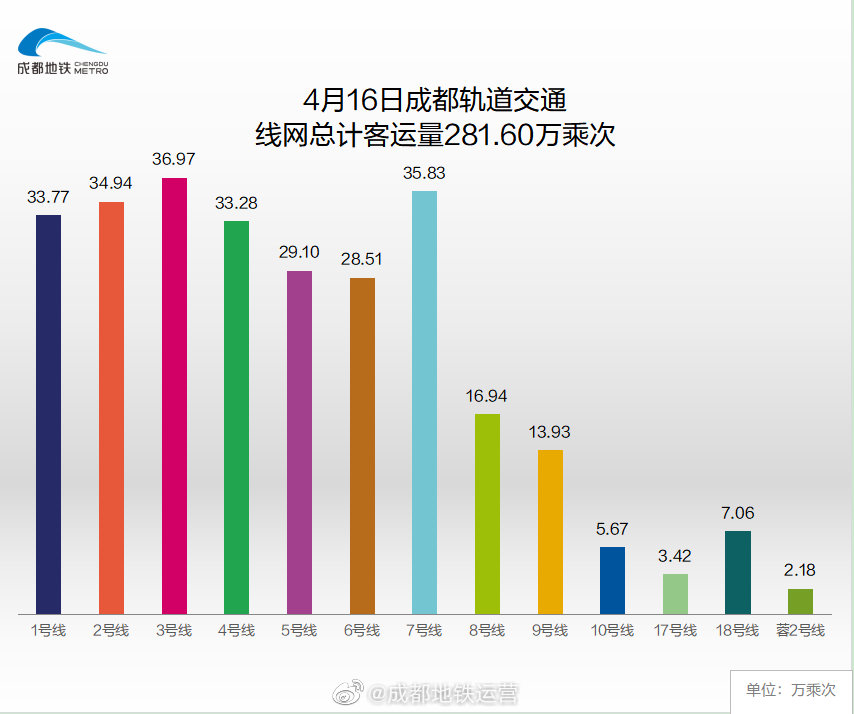 成都地铁 CHENGDU METRO
4月16日成都轨道交通
线网总计客运量281.60万乘次
33.77 34.94 36.97 33.28 29.10 28.51 35.83 16.94 13.93 5.67 3.42 7.06 2.18
1号线 2号线 3号线 4号线 5号线 6号线 7号线 8号线 9号线 10号线 17号线 18号线 蓉2号线
@成都地铁运营
单位：万乘次